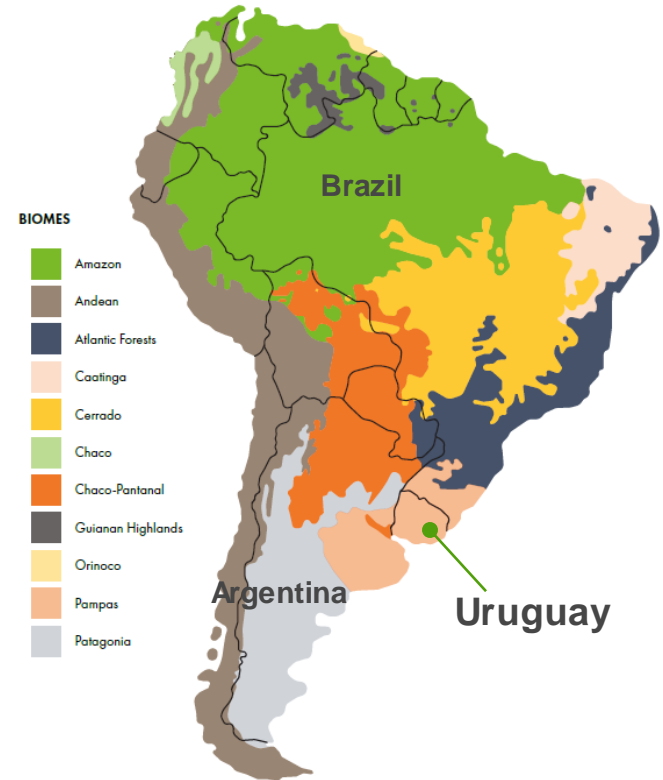 Brazil
BIOMES
Amazon
Andean
Atlantic Forests
Caatinga
Cerrado
Chaco
Chaco-Pantanal
Guianan Highlands
Orinoco
Pampas
Patagonia
Argentina
Uruguay